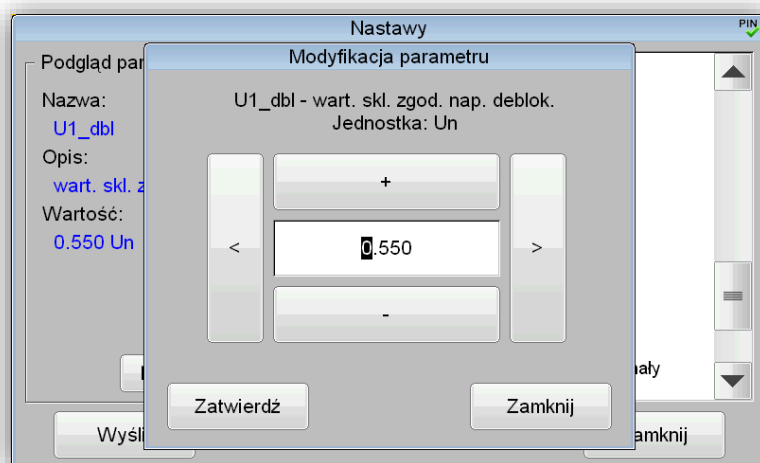 Nastawy
PIN
Modyfikacja parametru
Podgląd par
Nazwa:
U1_dbl
Opis:
wart. skl. z
Wartość:
0.550 Un
U1_dbl - wart. skl. zgod. nap. deblok.
Jednostka: Un
+
<
0.550
>
-
Zatwierdź
Zamknij
ały
Wyśli
amknij